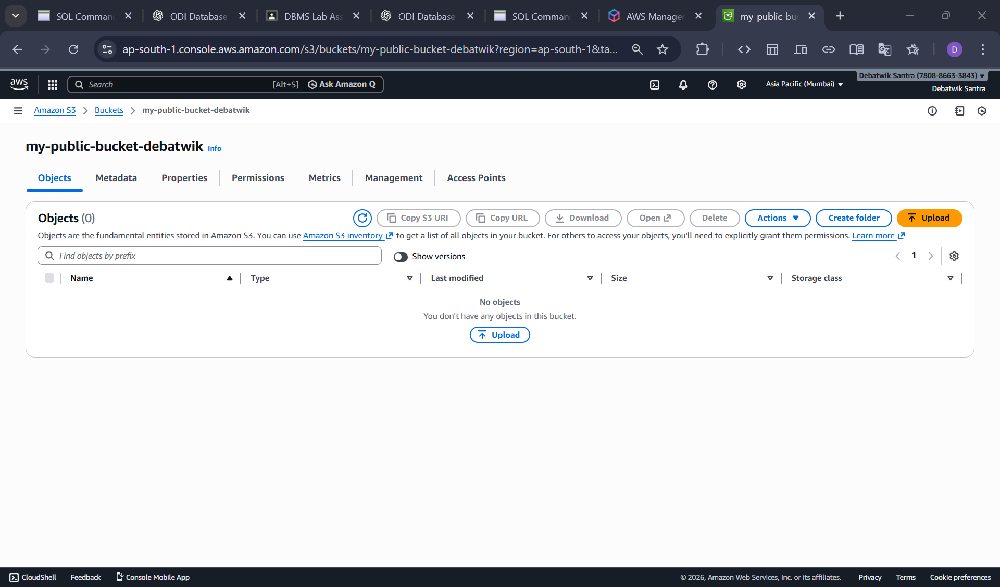 SQL Comman
ODI Database
DBMS Lab Ass
ODI Database
SQL Comman
AWS Manager
my-public-bu
ap-south-1.console.aws.amazon.com/s3/buckets/my-public-bucket-debatwik?region=ap-south-1&ta...
D
aws
Search
[Alt+S]
Ask Amazon Q
Asia Pacific (Mumbai)
Debatwik Santra (7808-8663-3843)
Debatwik Santra
Amazon S3
Buckets
my-public-bucket-debatwik
my-public-bucket-debatwik Info
Objects
Metadata
Properties
Permissions
Metrics
Management
Access Points
Objects (0)
Copy S3 URI
Copy URL
Download
Open
Delete
Actions
Create folder
Upload
Objects are the fundamental entities stored in Amazon S3. You can use Amazon S3 inventory to get a list of all objects in your bucket. For others to access your objects, you'll need to explicitly grant them permissions. Learn more
Find objects by prefix
Show versions
1
Name
Type
Last modified
Size
Storage class
No objects
You don't have any objects in this bucket.
Upload
CloudShell
Feedback
Console Mobile App
© 2026, Amazon Web Services, Inc. or its affiliates.
Privacy
Terms
Cookie preferences